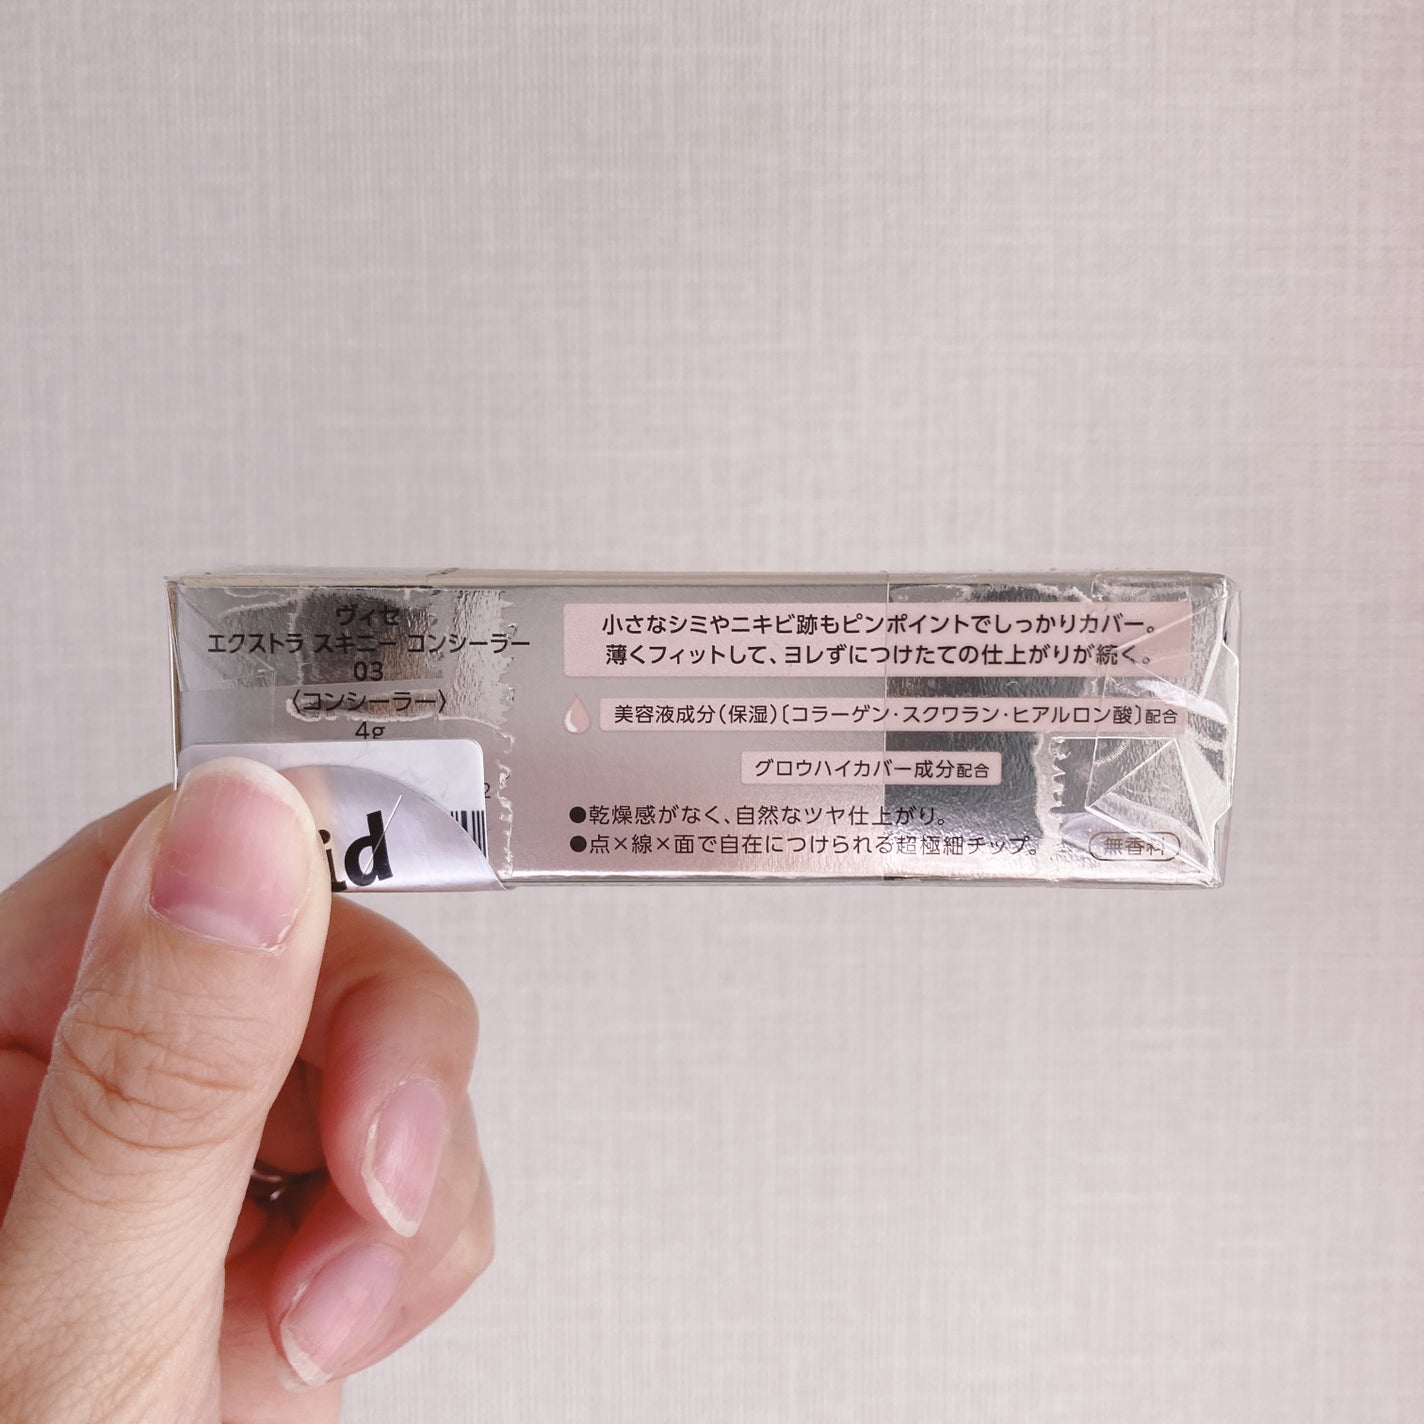 ヴィセ
エクストラ スキニー コンシーラー
03
〈コンシーラー〉
4g
2
id
小さなシミやニキビ跡もピンポイントでしっかりカバー。
薄くフィットして、ヨレずにつけたての仕上がりが続く。
美容液成分（保湿）〔コラーゲン・スクワラン・ヒアルロン酸〕配合
グロウハイカバー成分配合
●乾燥感がなく、自然なツヤ仕上がり。
●点×線×面で自在につけられる超極細チップ。
無香料